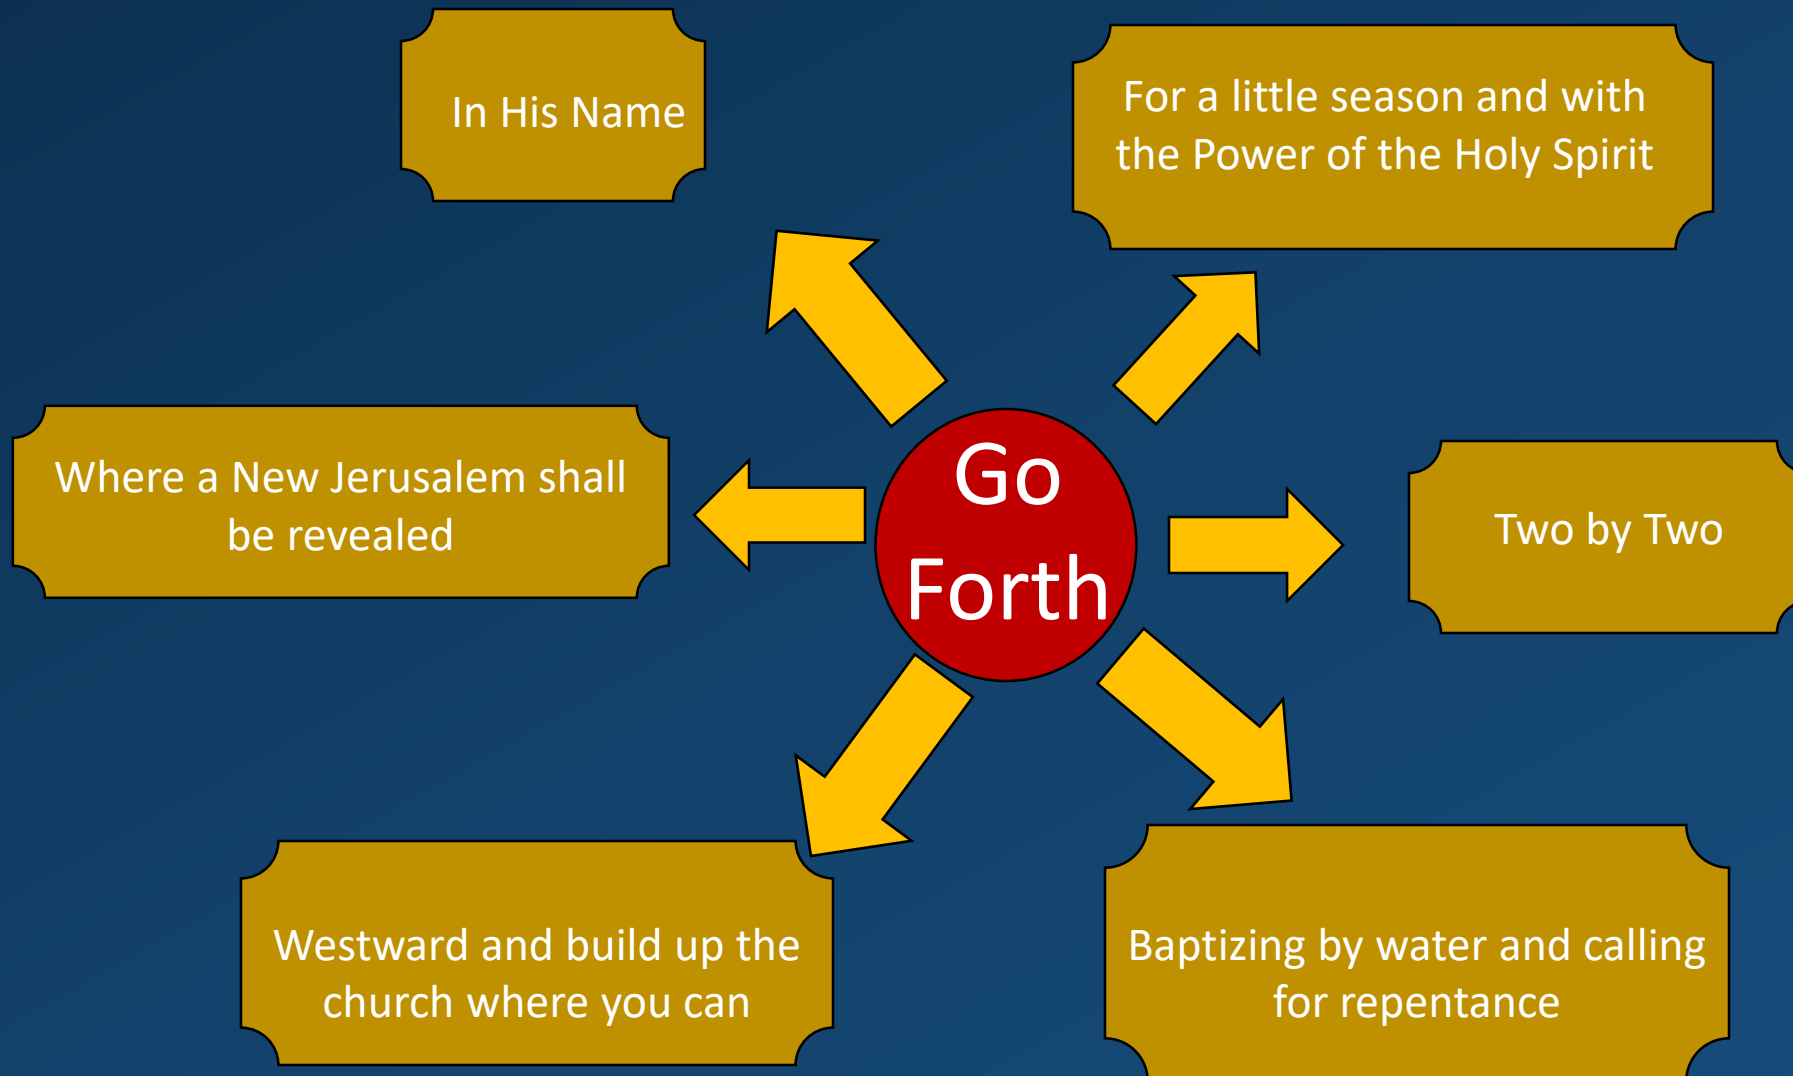 In His Name
For a little season and with
the Power of the Holy Spirit
Where a New Jerusalem shall
be revealed
Go
Forth
Two by Two
Westward and build up the
church where you can
Baptizing by water and calling
for repentance